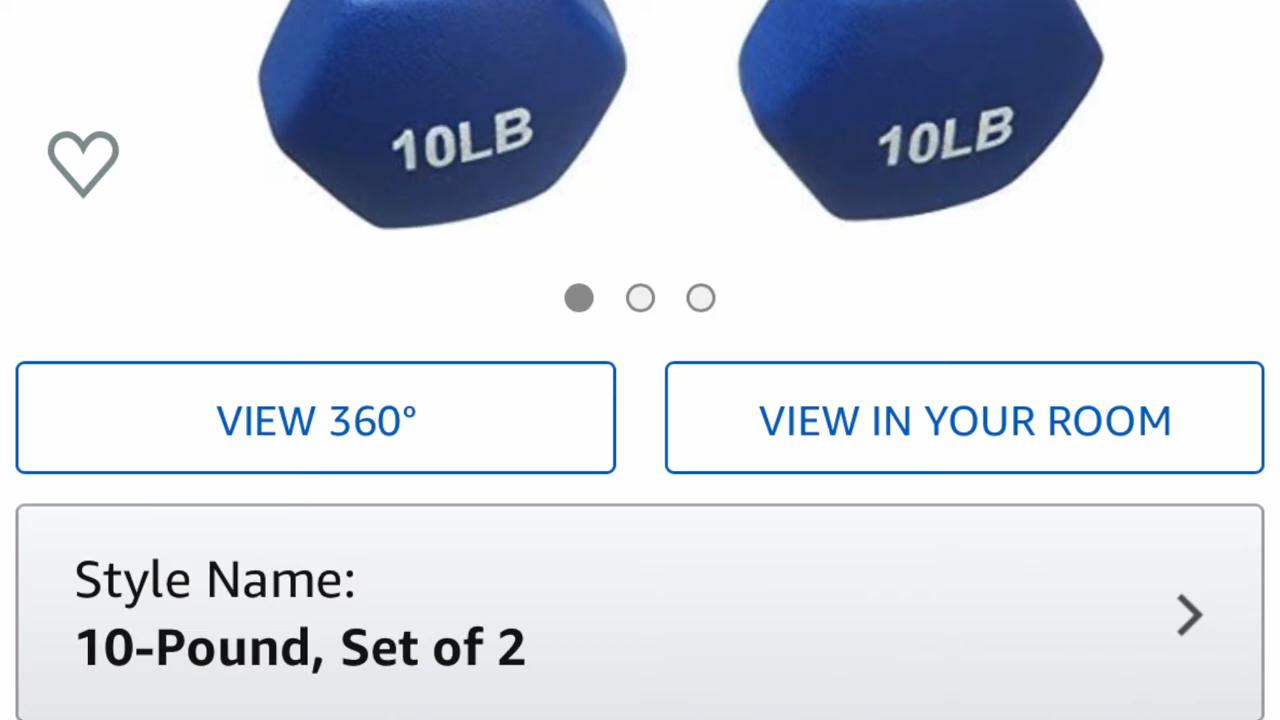 10LB 10LB
VIEW 360°
VIEW IN YOUR ROOM
Style Name:
10-Pound, Set of 2